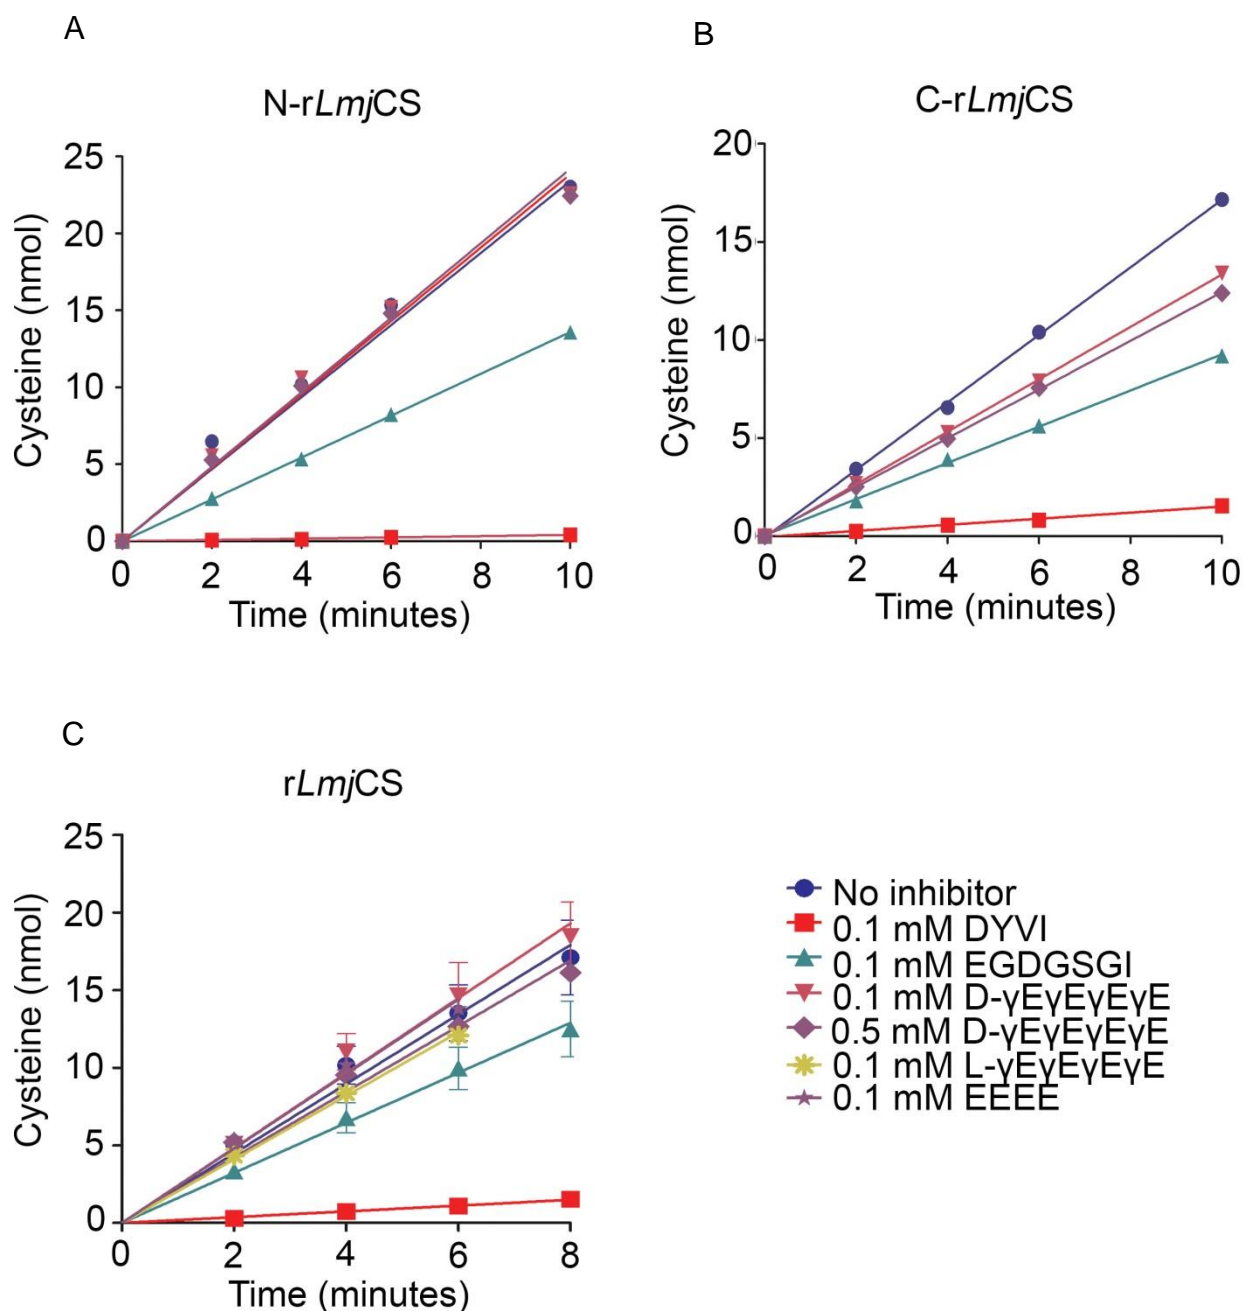 A
N-rLmjCS
25
20
15
10
5
0
0 2 4 6 8 10
Cysteine (nmol)
Time (minutes)
B
C-rLmjCS
20
15
10
5
0
0 2 4 6 8 10
Cysteine (nmol)
Time (minutes)
C
rLmjCS
25
20
15
10
5
0
0 2 4 6 8
Cysteine (nmol)
Time (minutes)
No inhibitor
0.1 mM DYVI
0.1 mM EGDGSGI
0.1 mM D-γEγEγEγE
0.5 mM D-γEγEγEγE
0.1 mM L-γEγEγEγE
0.1 mM EEEE